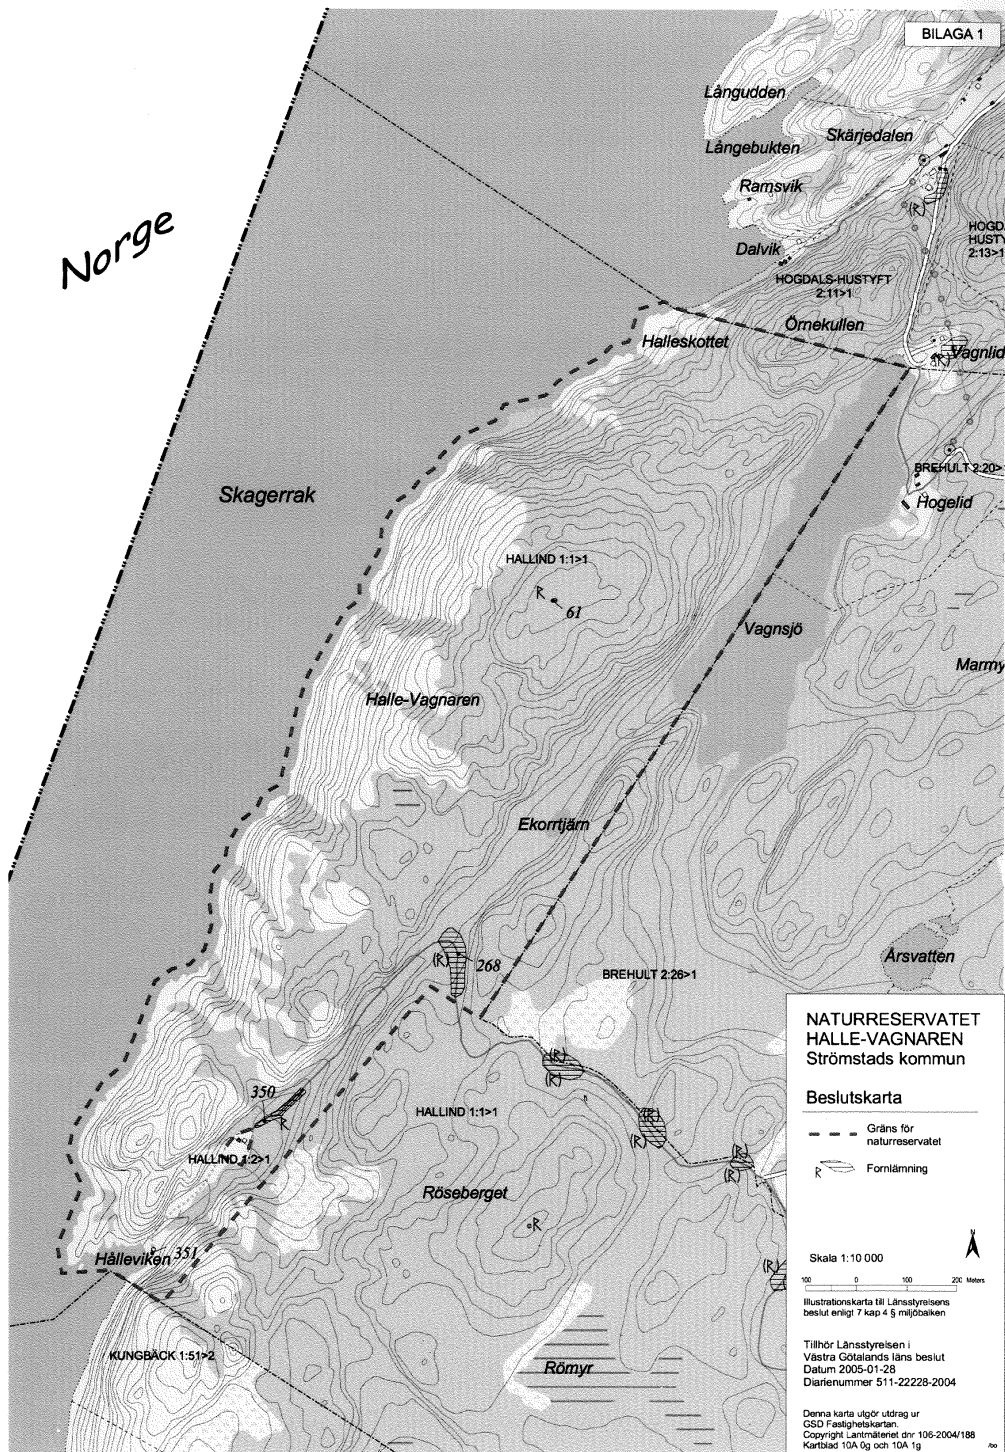 BILAGA 1
Långudden
Skärjedalen
Långebukten
Ramsvik
(R)
Norge
Dalvik
HOGD
HUSTY
2:13>1
HOGDALS-HUSTYFT
2:11>1
Örnekullen
Halleskottet
Vagnlid
(R)
BREHULT 2:20>
Skagerrak
Högelid
HALLIND 1:1>1
R
61
Vagnsjö
Marmy
Halle-Vagnaren
Ekorrtjärn
Årsvatten
(R)
268
BREHULT 2:26>1
(R)
(R)
350
R
HALLIND 1:1>1
(R)
(R)
HALLIND 1:2>1
(R)
(R)
Röseberget
R
Hälleviken
R
351
(R)
KUNGBÄCK 1:51>2
Römyr
NATURRESERVATET
HALLE-VAGNAREN
Strömstads kommun
Beslutskarta
Gräns för
naturreservatet
R
Fornlämning
N
Skala 1:10 000
100 0 100 200 Meters
Illustrationskarta till Länsstyrelsens
beslut enligt 7 kap 4 § miljöbalken
Tillhör Länsstyrelsen i
Västra Götalands läns beslut
Datum 2005-01-28
Diarienummer 511-22228-2004
Denna karta utgör utdrag ur
GSD Fastighetskartan.
Copyright Lantmäteriet dnr 106-2004/188
Kartblad 10A 0g och 10A 1g